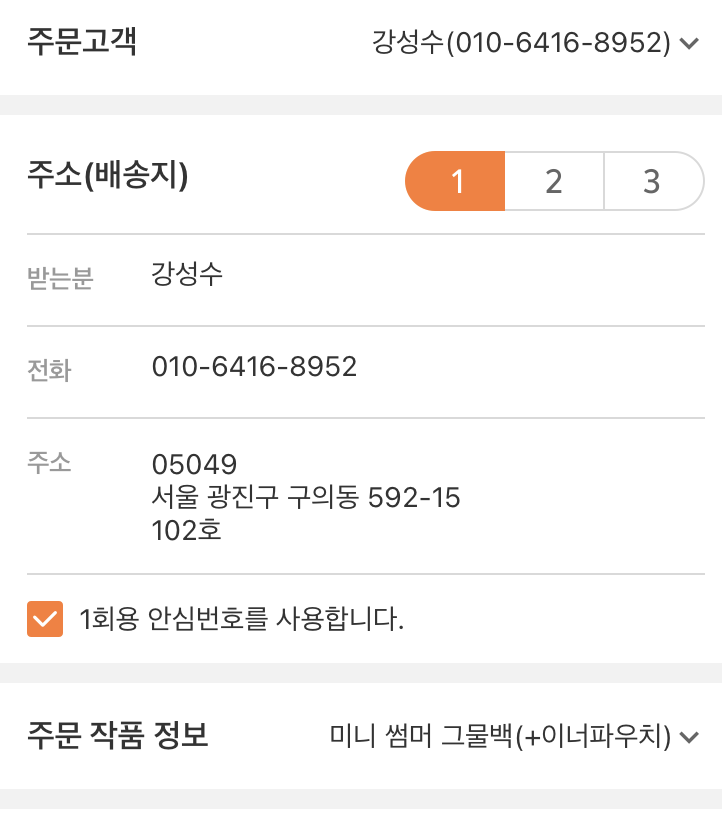 주문고객 강성수(010-6416-8952)
주소(배송지) 1 2 3
받는분 강성수
전화 010-6416-8952
주소 05049
서울 광진구 구의동 592-15
102호
1회용 안심번호를 사용합니다.
주문 작품 정보 미니 썸머 그물백(+이너파우치)